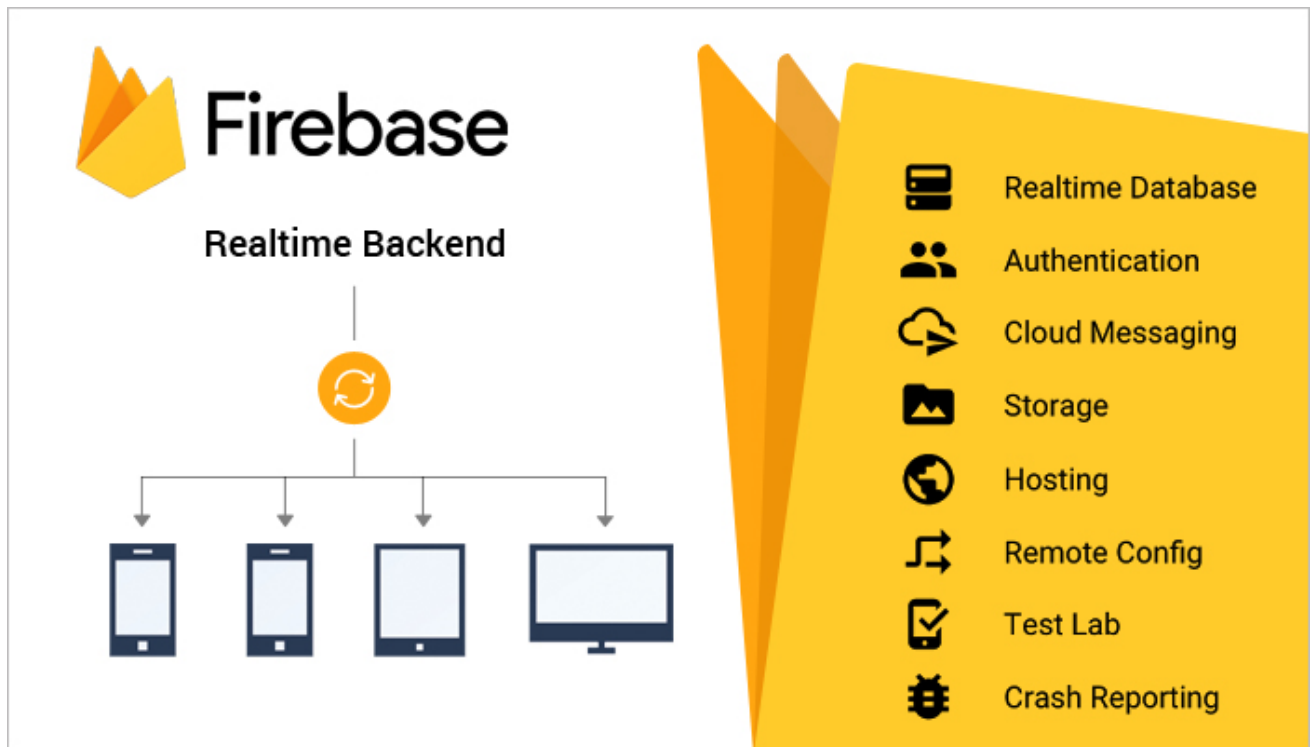 Firebase
Realtime Backend
Realtime Database
Authentication
Cloud Messaging
Storage
Hosting
Remote Config
Test Lab
Crash Reporting